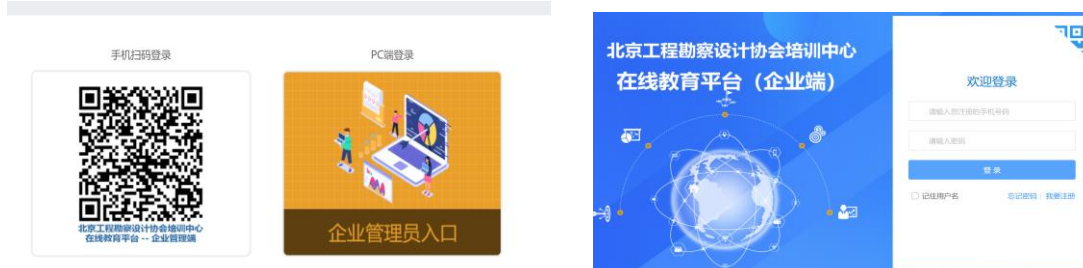 手机扫码登录
PC端登录
北京工程勘察设计协会培训中心
在线教育平台 -- 企业管理端
企业管理员入口
北京工程勘察设计协会培训中心
在线教育平台（企业端）
欢迎登录
请输入您注册的手机号码
请输入密码
登 录
记住用户名
忘记密码 | 我要注册